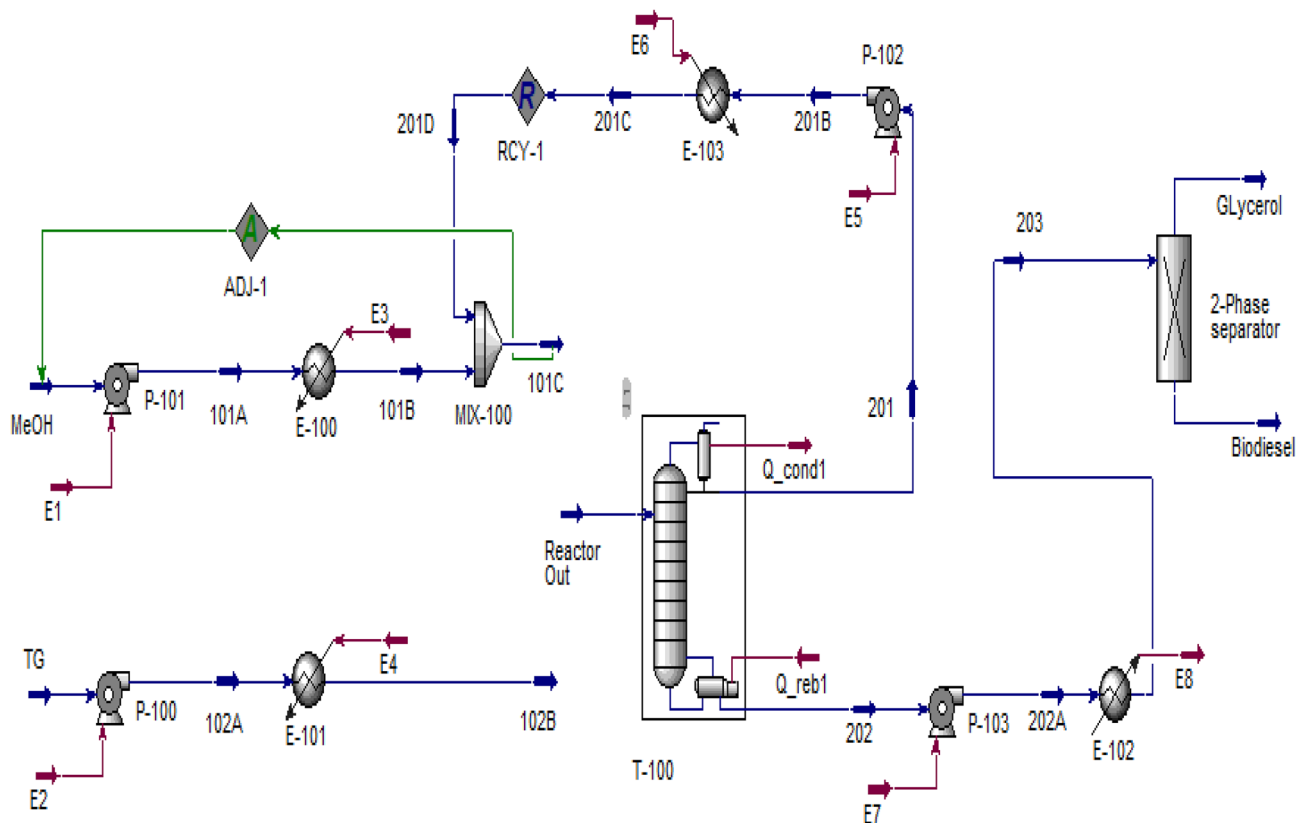 E6
P-102
R
201D
201C
201B
RCY-1
E-103
E5
GLycerol
203
A
ADJ-1
E3
2-Phase
separator
MeOH
P-101
101A
E-100
101B
MIX-100
101C
201
Biodiesel
Q_cond1
E1
Reactor
Out
TG
E4
P-100
102A
E-101
102B
Q_reb1
202
P-103
202A
E-102
E8
T-100
E2
E7